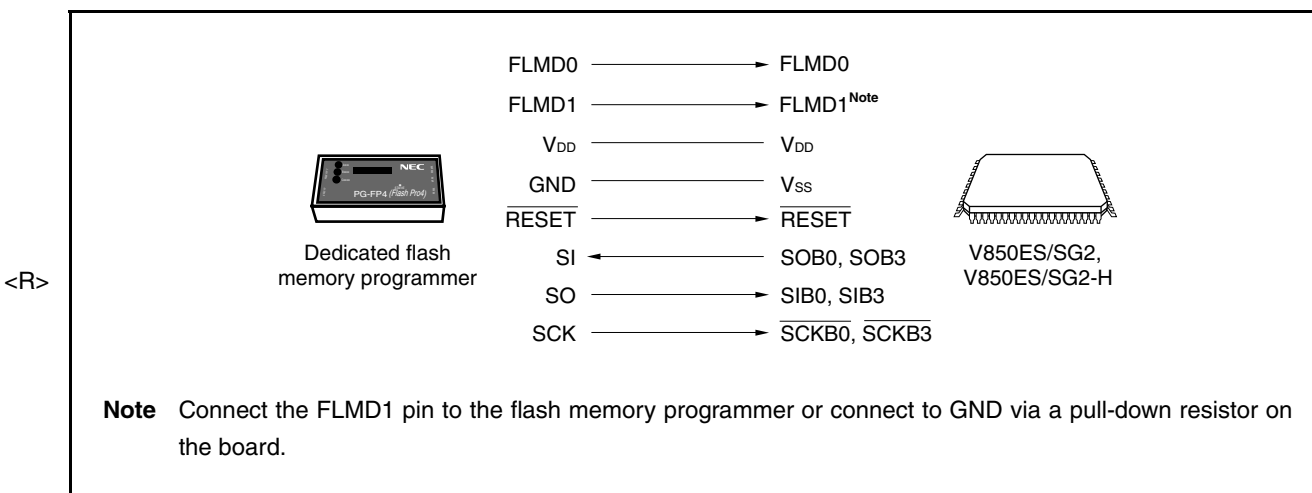 FLMD0 FLMD0
FLMD1 FLMD1Note
VDD VDD
GND VSS
RESET RESET
SI SOB0, SOB3
SO SIB0, SIB3
SCK SCKB0, SCKB3
NEC
PG-FP4 (Flash Pro4)
Dedicated flash
memory programmer
V850ES/SG2,
V850ES/SG2-H
<R>
Note Connect the FLMD1 pin to the flash memory programmer or connect to GND via a pull-down resistor on
the board.